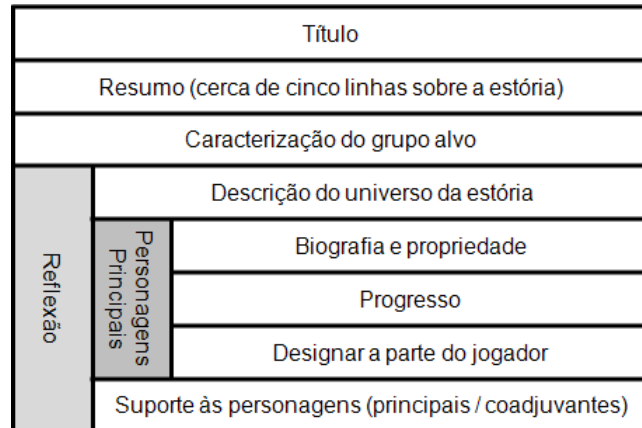 Título
Resumo (cerca de cinco linhas sobre a estória)
Caracterização do grupo alvo
Reflexão
Descrição do universo da estória
Personagens
Principais
Biografia e propriedade
Progresso
Designar a parte do jogador
Suporte às personagens (principais / coadjuvantes)